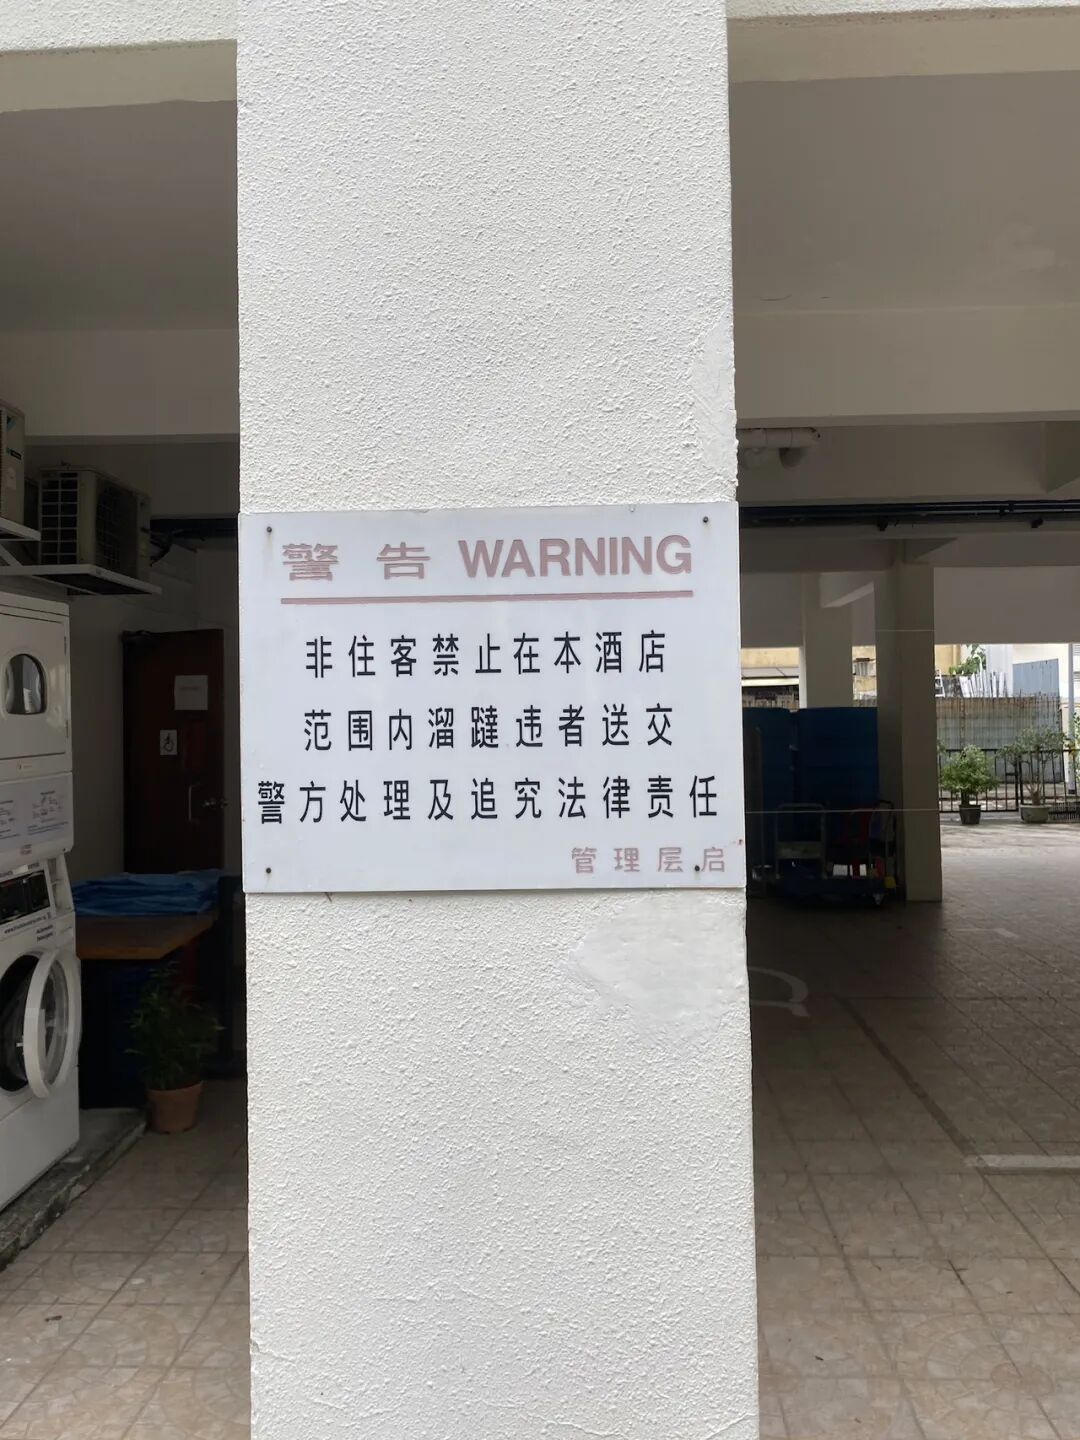 警告 WARNING
非住客禁止在本酒店
范围内溜跶违者送交
警方处理及追究法律责任
管理层启